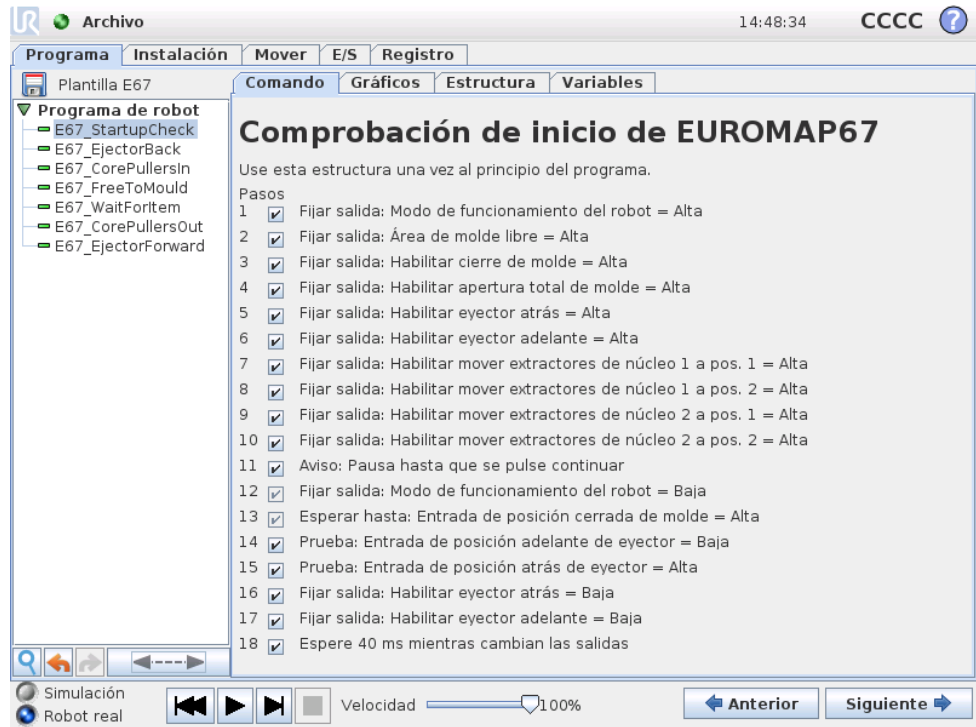 UR Archivo 14:48:34 CCCC ?
Programa Instalación Mover E/S Registro
Plantilla E67
Programa de robot
E67_StartupCheck
E67_EjectorBack
E67_CorePullersIn
E67_FreeToMould
E67_WaitForItem
E67_CorePullersOut
E67_EjectorForward
Comando Gráficos Estructura Variables
Comprobación de inicio de EUROMAP67
Use esta estructura una vez al principio del programa.
Pasos
1 Fijar salida: Modo de funcionamiento del robot = Alta
2 Fijar salida: Área de molde libre = Alta
3 Fijar salida: Habilitar cierre de molde = Alta
4 Fijar salida: Habilitar apertura total de molde = Alta
5 Fijar salida: Habilitar eyector atrás = Alta
6 Fijar salida: Habilitar eyector adelante = Alta
7 Fijar salida: Habilitar mover extractores de núcleo 1 a pos. 1 = Alta
8 Fijar salida: Habilitar mover extractores de núcleo 1 a pos. 2 = Alta
9 Fijar salida: Habilitar mover extractores de núcleo 2 a pos. 1 = Alta
10 Fijar salida: Habilitar mover extractores de núcleo 2 a pos. 2 = Alta
11 Aviso: Pausa hasta que se pulse continuar
12 Fijar salida: Modo de funcionamiento del robot = Baja
13 Esperar hasta: Entrada de posición cerrada de molde = Alta
14 Prueba: Entrada de posición adelante de eyector = Baja
15 Prueba: Entrada de posición atrás de eyector = Alta
16 Fijar salida: Habilitar eyector atrás = Baja
17 Fijar salida: Habilitar eyector adelante = Baja
18 Espere 40 ms mientras cambian las salidas
Simulación
Robot real
Velocidad 100%
Anterior Siguiente